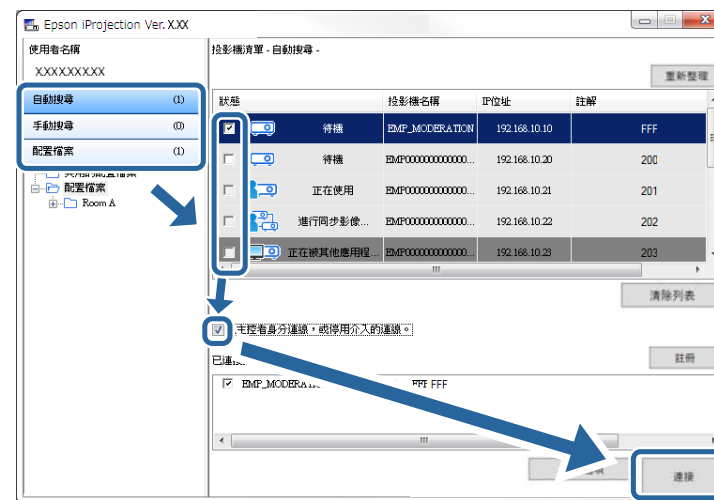 Epson iProjection Ver. X.XX
使用者名稱
XXXXXXXXX
自動搜尋 (1)
手動搜尋 (0)
配置檔案 (1)
配置檔案
Room A
投影機清單 - 自動搜尋 -
重新整理
狀態 投影機名稱 IP位址 註解
待機 EMP_MODERATION 192.168.10.10 FFF
待機 EMP000000000000... 192.168.10.20 200
正在使用 EMP000000000000... 192.168.10.21 201
進行同步影像... EMP000000000000... 192.168.10.22 202
正在被其他應用程... EMP000000000000... 192.168.10.23 203
清除列表
主控者身分連線，或停用介入的連線。
已連
註冊
EMP_MODERA FFF FFF
連接